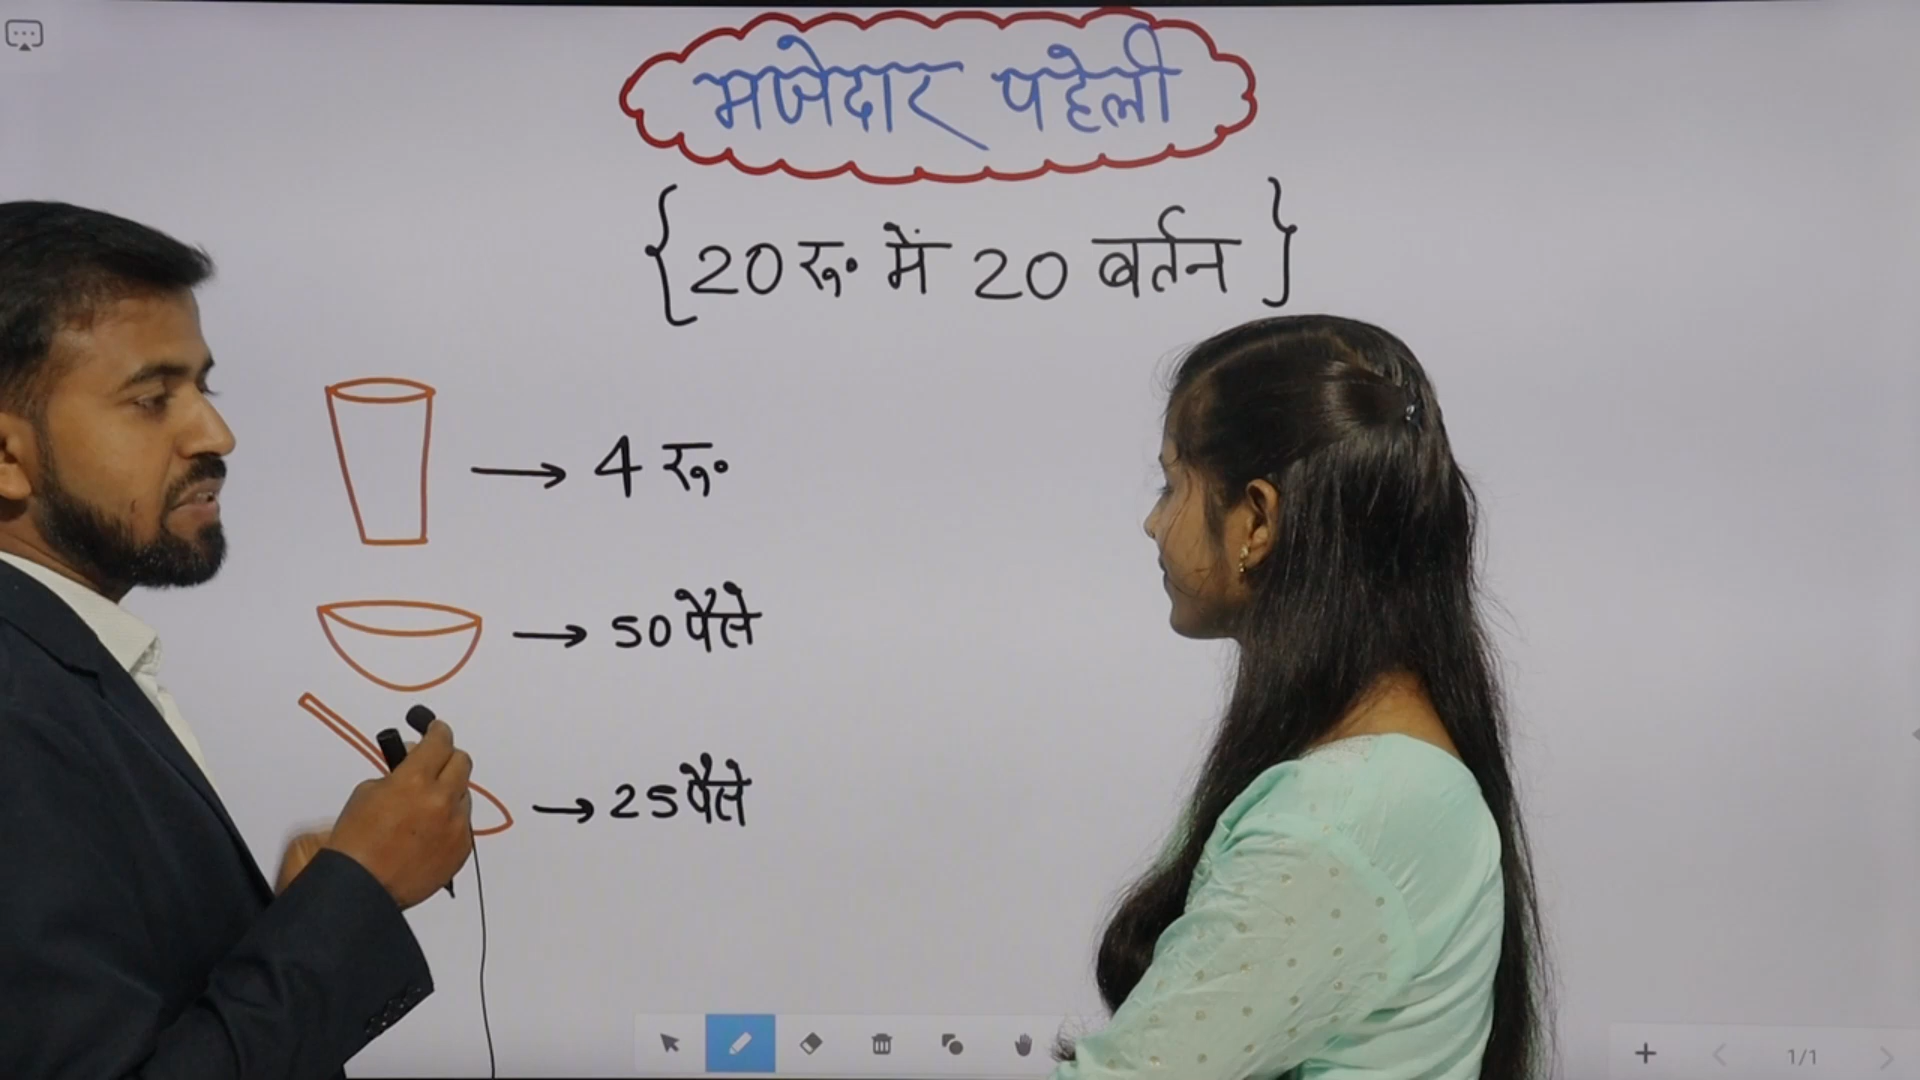 मजेदार पहेली
{20 रू॰ में 20 बर्तन}
→ 4 रू॰
→ 50 पैसे
→ 25 पैसे
1/1